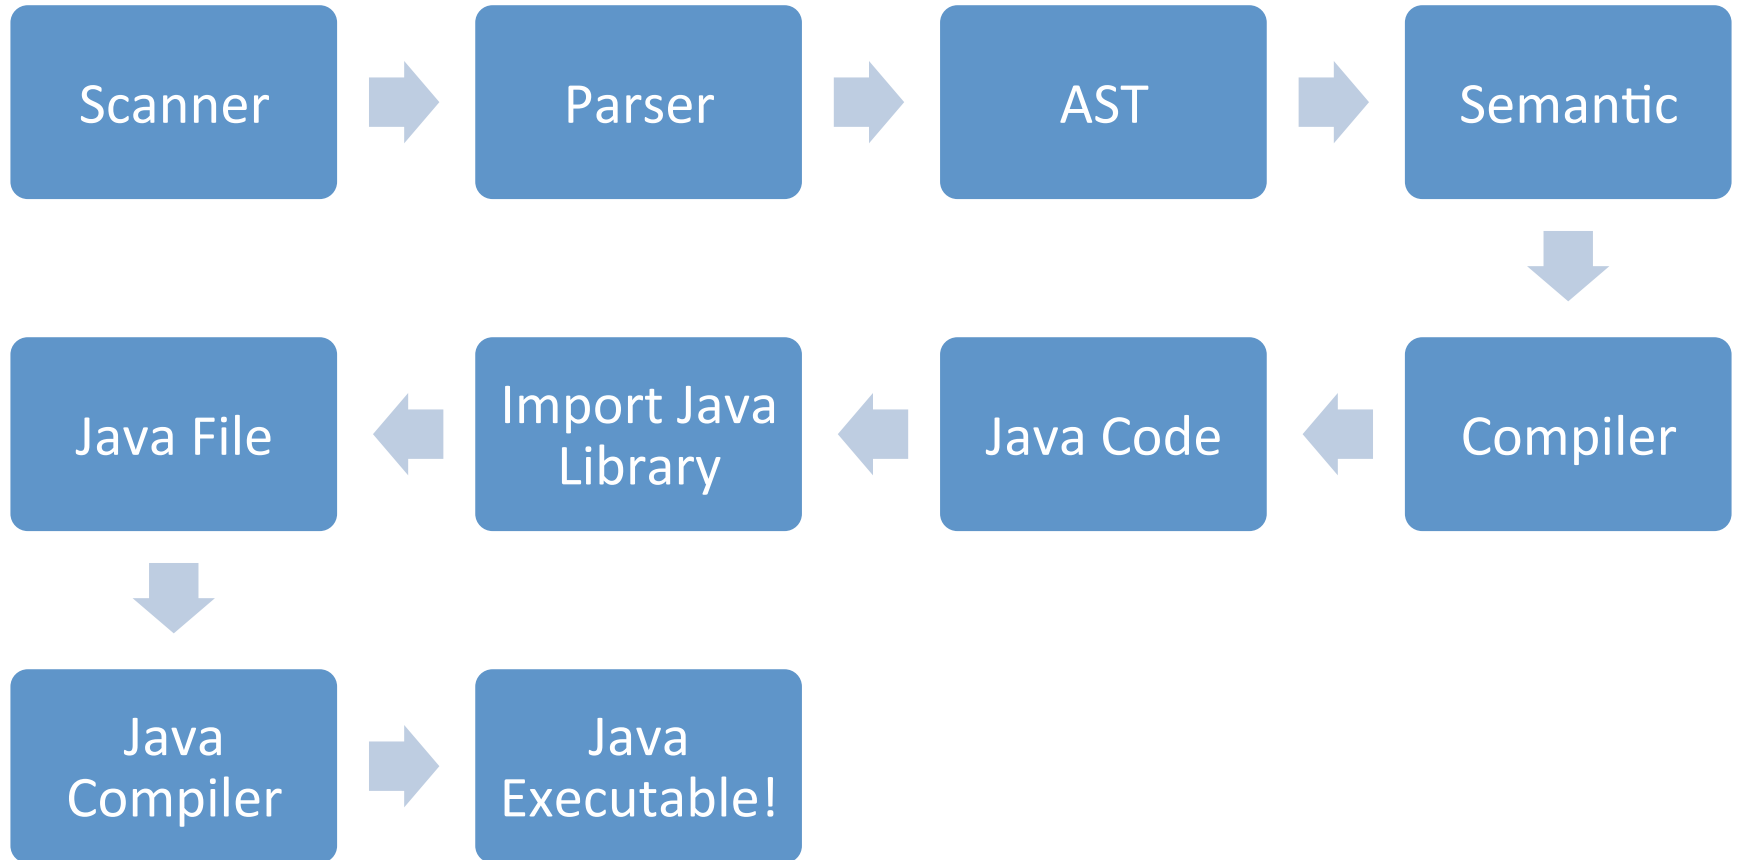 Scanner
Parser
AST
Semantic
Compiler
Java Code
Import Java
Library
Java File
Java
Compiler
Java
Executable!